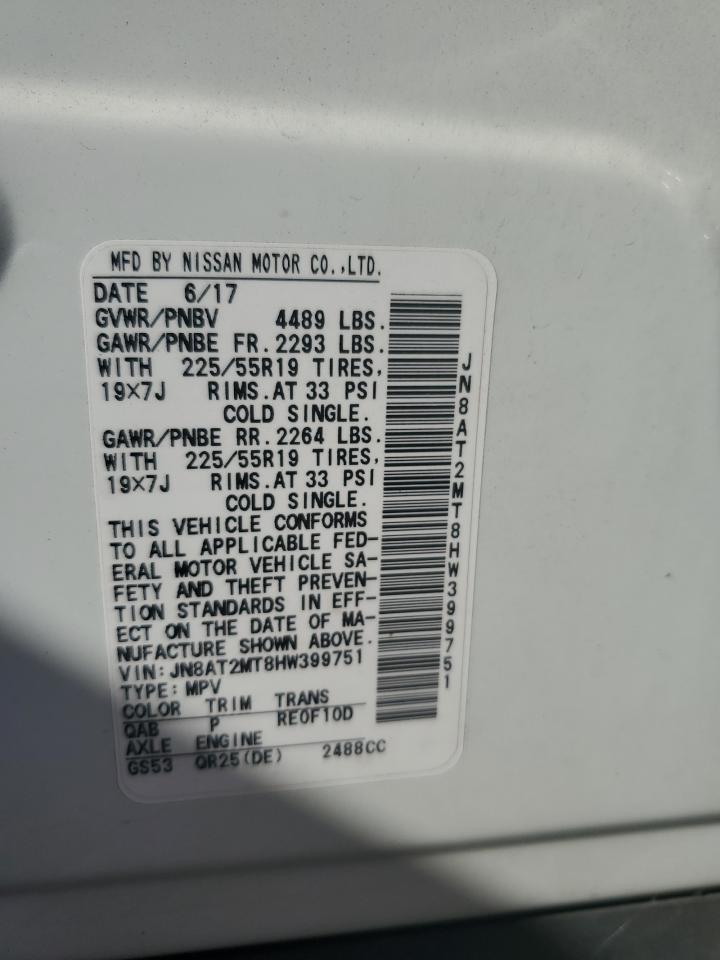 MFD BY NISSAN MOTOR CO.,LTD.
DATE 6/17
GVWR/PNBV 4489 LBS.
GAWR/PNBE FR.2293 LBS.
WITH 225/55R19 TIRES,
19×7J RIMS.AT 33 PSI
COLD SINGLE.
GAWR/PNBE RR.2264 LBS.
WITH 225/55R19 TIRES,
19×7J RIMS.AT 33 PSI
COLD SINGLE.
THIS VEHICLE CONFORMS
TO ALL APPLICABLE FED-
ERAL MOTOR VEHICLE SA-
FETY AND THEFT PREVEN-
TION STANDARDS IN EFF-
ECT ON THE DATE OF MA-
NUFACTURE SHOWN ABOVE.
VIN: JN8AT2MT8HW399751
TYPE: MPV
COLOR TRIM TRANS
QAB P RE0F10D
AXLE ENGINE
GS53 QR25(DE) 2488CC
JN8AT2MT8HW399751